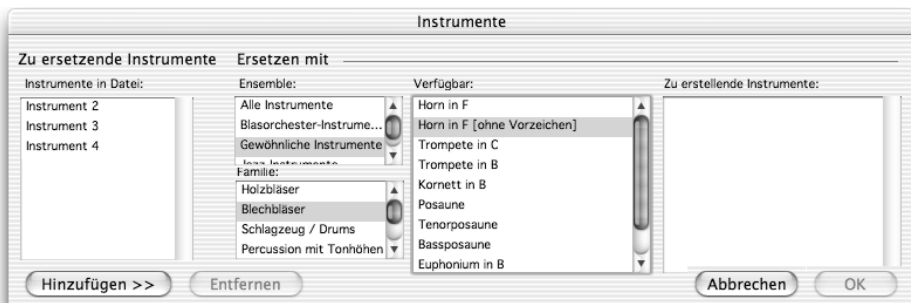 Instrumente
Zu ersetzende Instrumente
Ersetzen mit
Instrumente in Datei:
Instrument 2
Instrument 3
Instrument 4
Ensemble:
Alle Instrumente
Blasorchester-Instrume...
Gewöhnliche Instrumente
Jazz-Instrumente
Familie:
Holzbläser
Blechbläser
Schlagzeug / Drums
Percussion mit Tonhöhen
Verfügbar:
Horn in F
Horn in F [ohne Vorzeichen]
Trompete in C
Trompete in B
Kornett in B
Posaune
Tenorposaune
Bassposaune
Euphonium in B
Zu erstellende Instrumente:
Hinzufügen >>
Entfernen
Abbrechen
OK